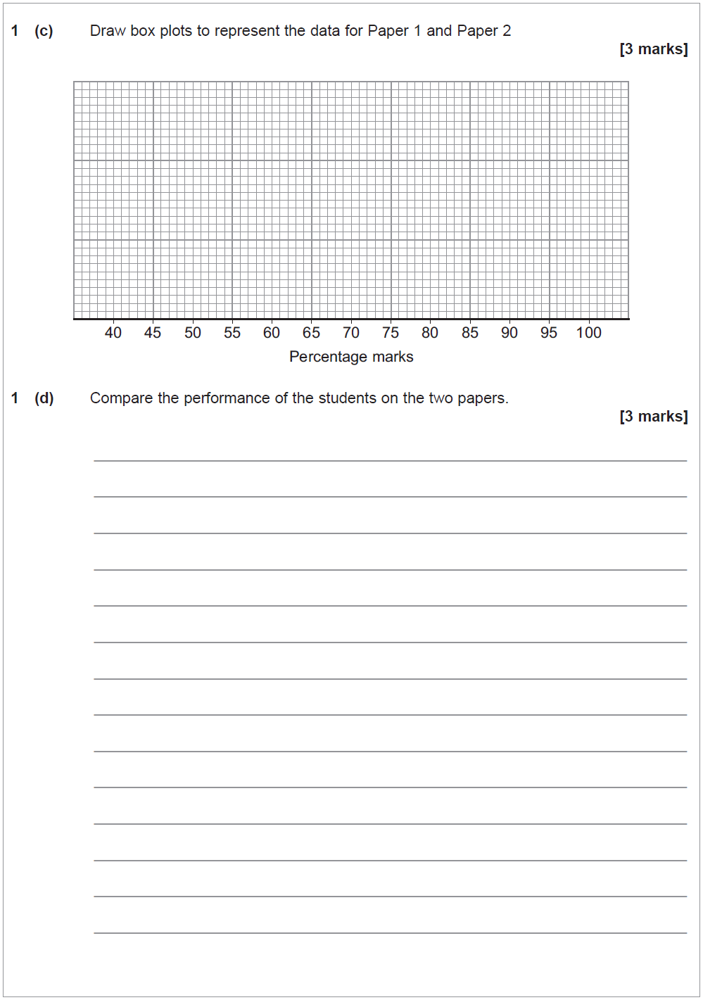 1 (c) Draw box plots to represent the data for Paper 1 and Paper 2
[3 marks]
40 45 50 55 60 65 70 75 80 85 90 95 100
Percentage marks
1 (d) Compare the performance of the students on the two papers.
[3 marks]